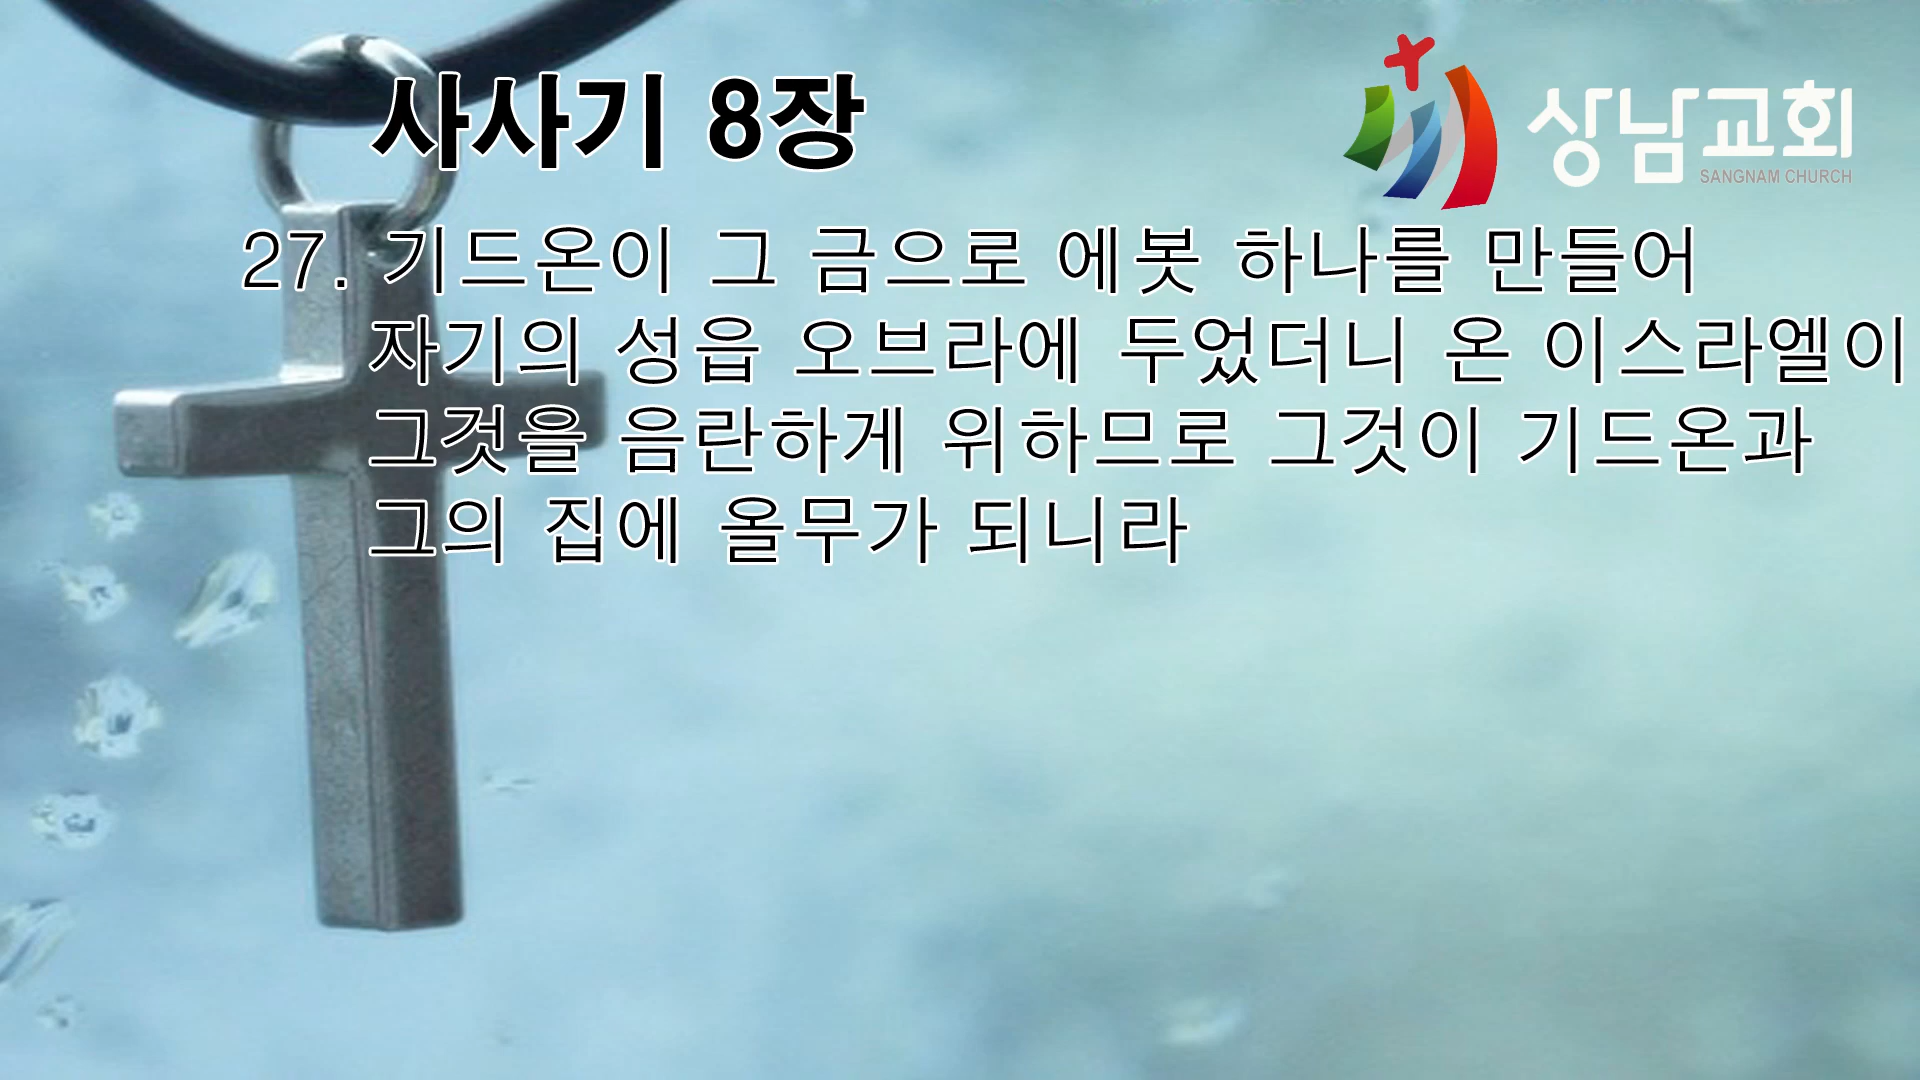 사사기 8장
상남교회
SANGNAM CHURCH
27. 기드온이 그 금으로 에봇 하나를 만들어
자기의 성읍 오브라에 두었더니 온 이스라엘이
그것을 음란하게 위하므로 그것이 기드온과
그의 집에 올무가 되니라